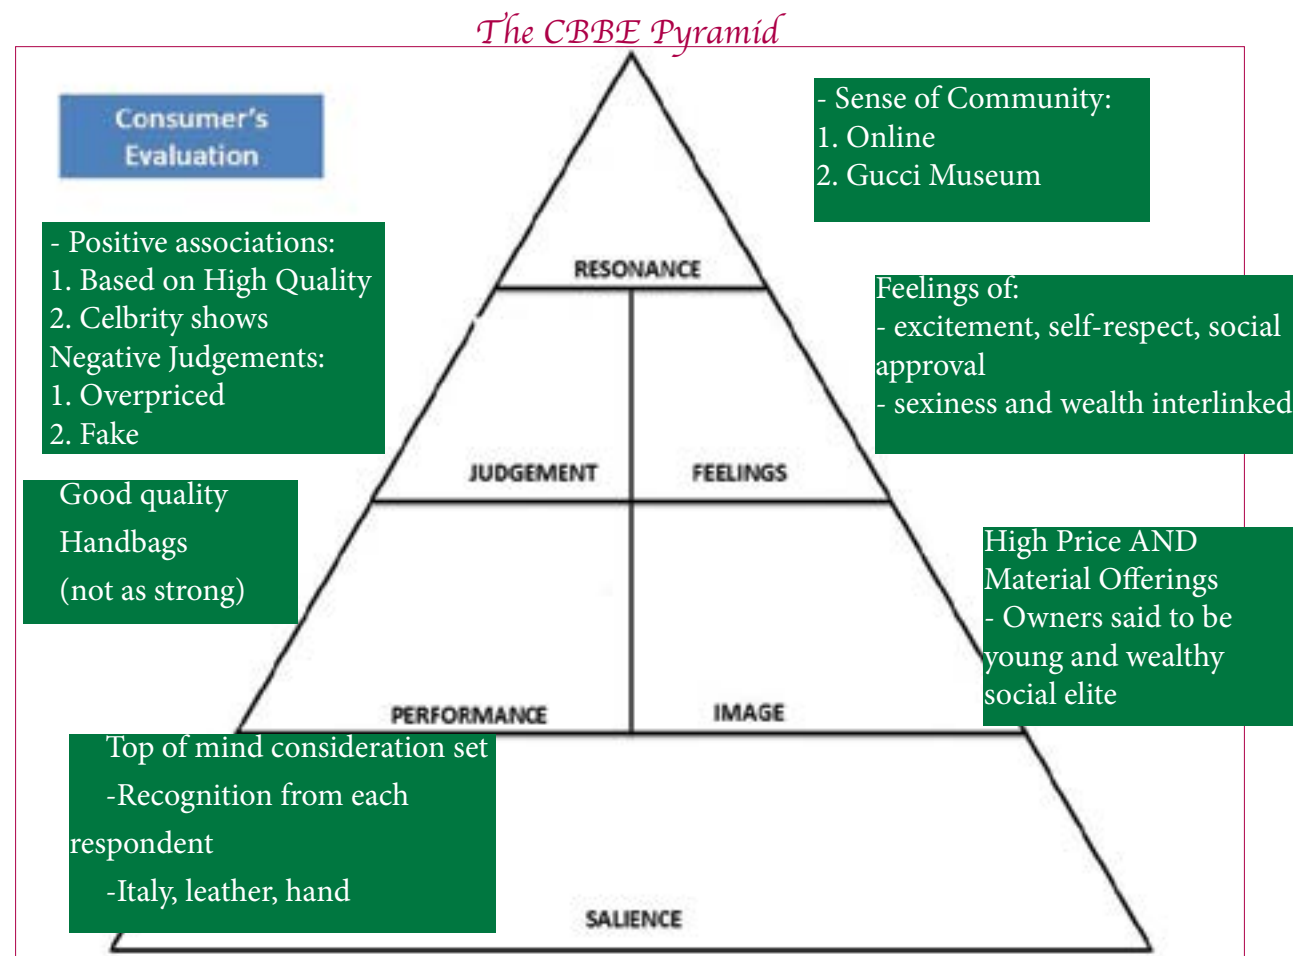 The CBBE Pyramid
Consumer's
Evaluation
- Sense of Community:
1. Online
2. Gucci Museum
- Positive associations:
1. Based on High Quality
2. Celbrity shows
Negative Judgements:
1. Overpriced
2. Fake
RESONANCE
Feelings of:
- excitement, self-respect, social
approval
- sexiness and wealth interlinked
JUDGEMENT
FEELINGS
Good quality
Handbags
(not as strong)
High Price AND
Material Offerings
- Owners said to be
young and wealthy
social elite
PERFORMANCE
IMAGE
Top of mind consideration set
-Recognition from each
respondent
-Italy, leather, hand
SALIENCE